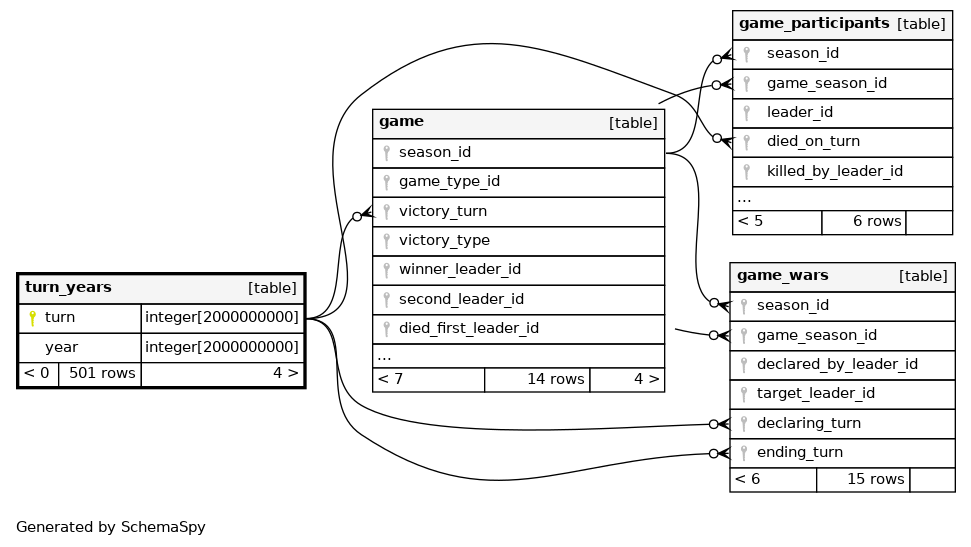 game_participants [table]
season_id
game_season_id
leader_id
died_on_turn
killed_by_leader_id
...
< 5 6 rows
game [table]
season_id
game_type_id
victory_turn
victory_type
winner_leader_id
second_leader_id
died_first_leader_id
...
< 7 14 rows 4 >
game_wars [table]
season_id
game_season_id
declared_by_leader_id
target_leader_id
declaring_turn
ending_turn
< 6 15 rows
turn_years [table]
turn integer[2000000000]
year integer[2000000000]
< 0 501 rows 4 >
Generated by SchemaSpy